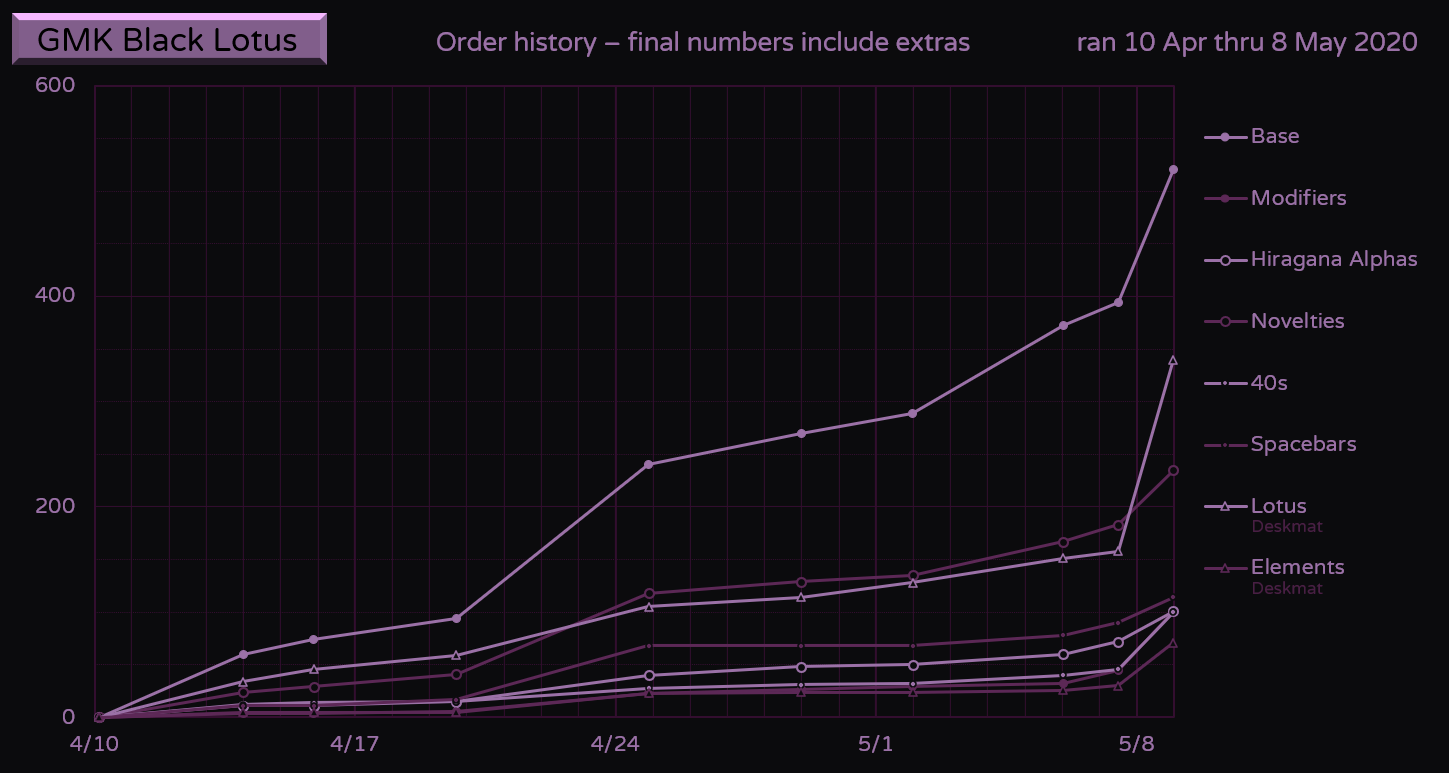 GMK Black Lotus
Order history – final numbers include extras
ran 10 Apr thru 8 May 2020
600
400
200
0
4/10
4/17
4/24
5/1
5/8
Base
Modifiers
Hiragana Alphas
Novelties
40s
Spacebars
Lotus
Deskmat
Elements
Deskmat